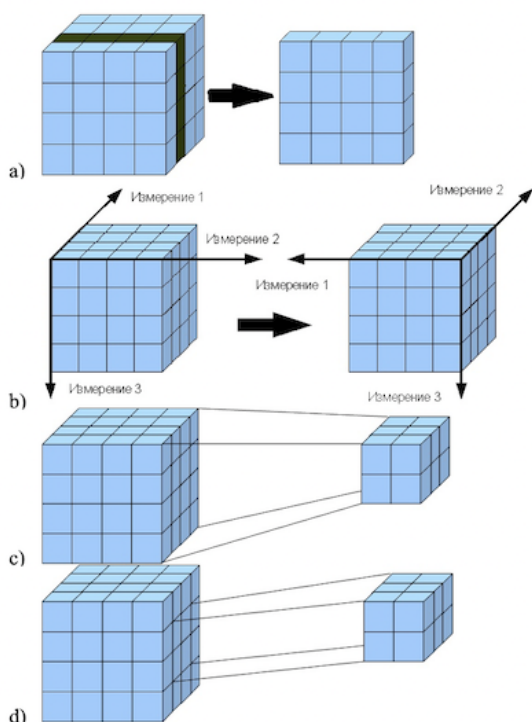 a)
Измерение 1
Измерение 2
Измерение 3
Измерение 2
Измерение 1
Измерение 3
b)
c)
d)